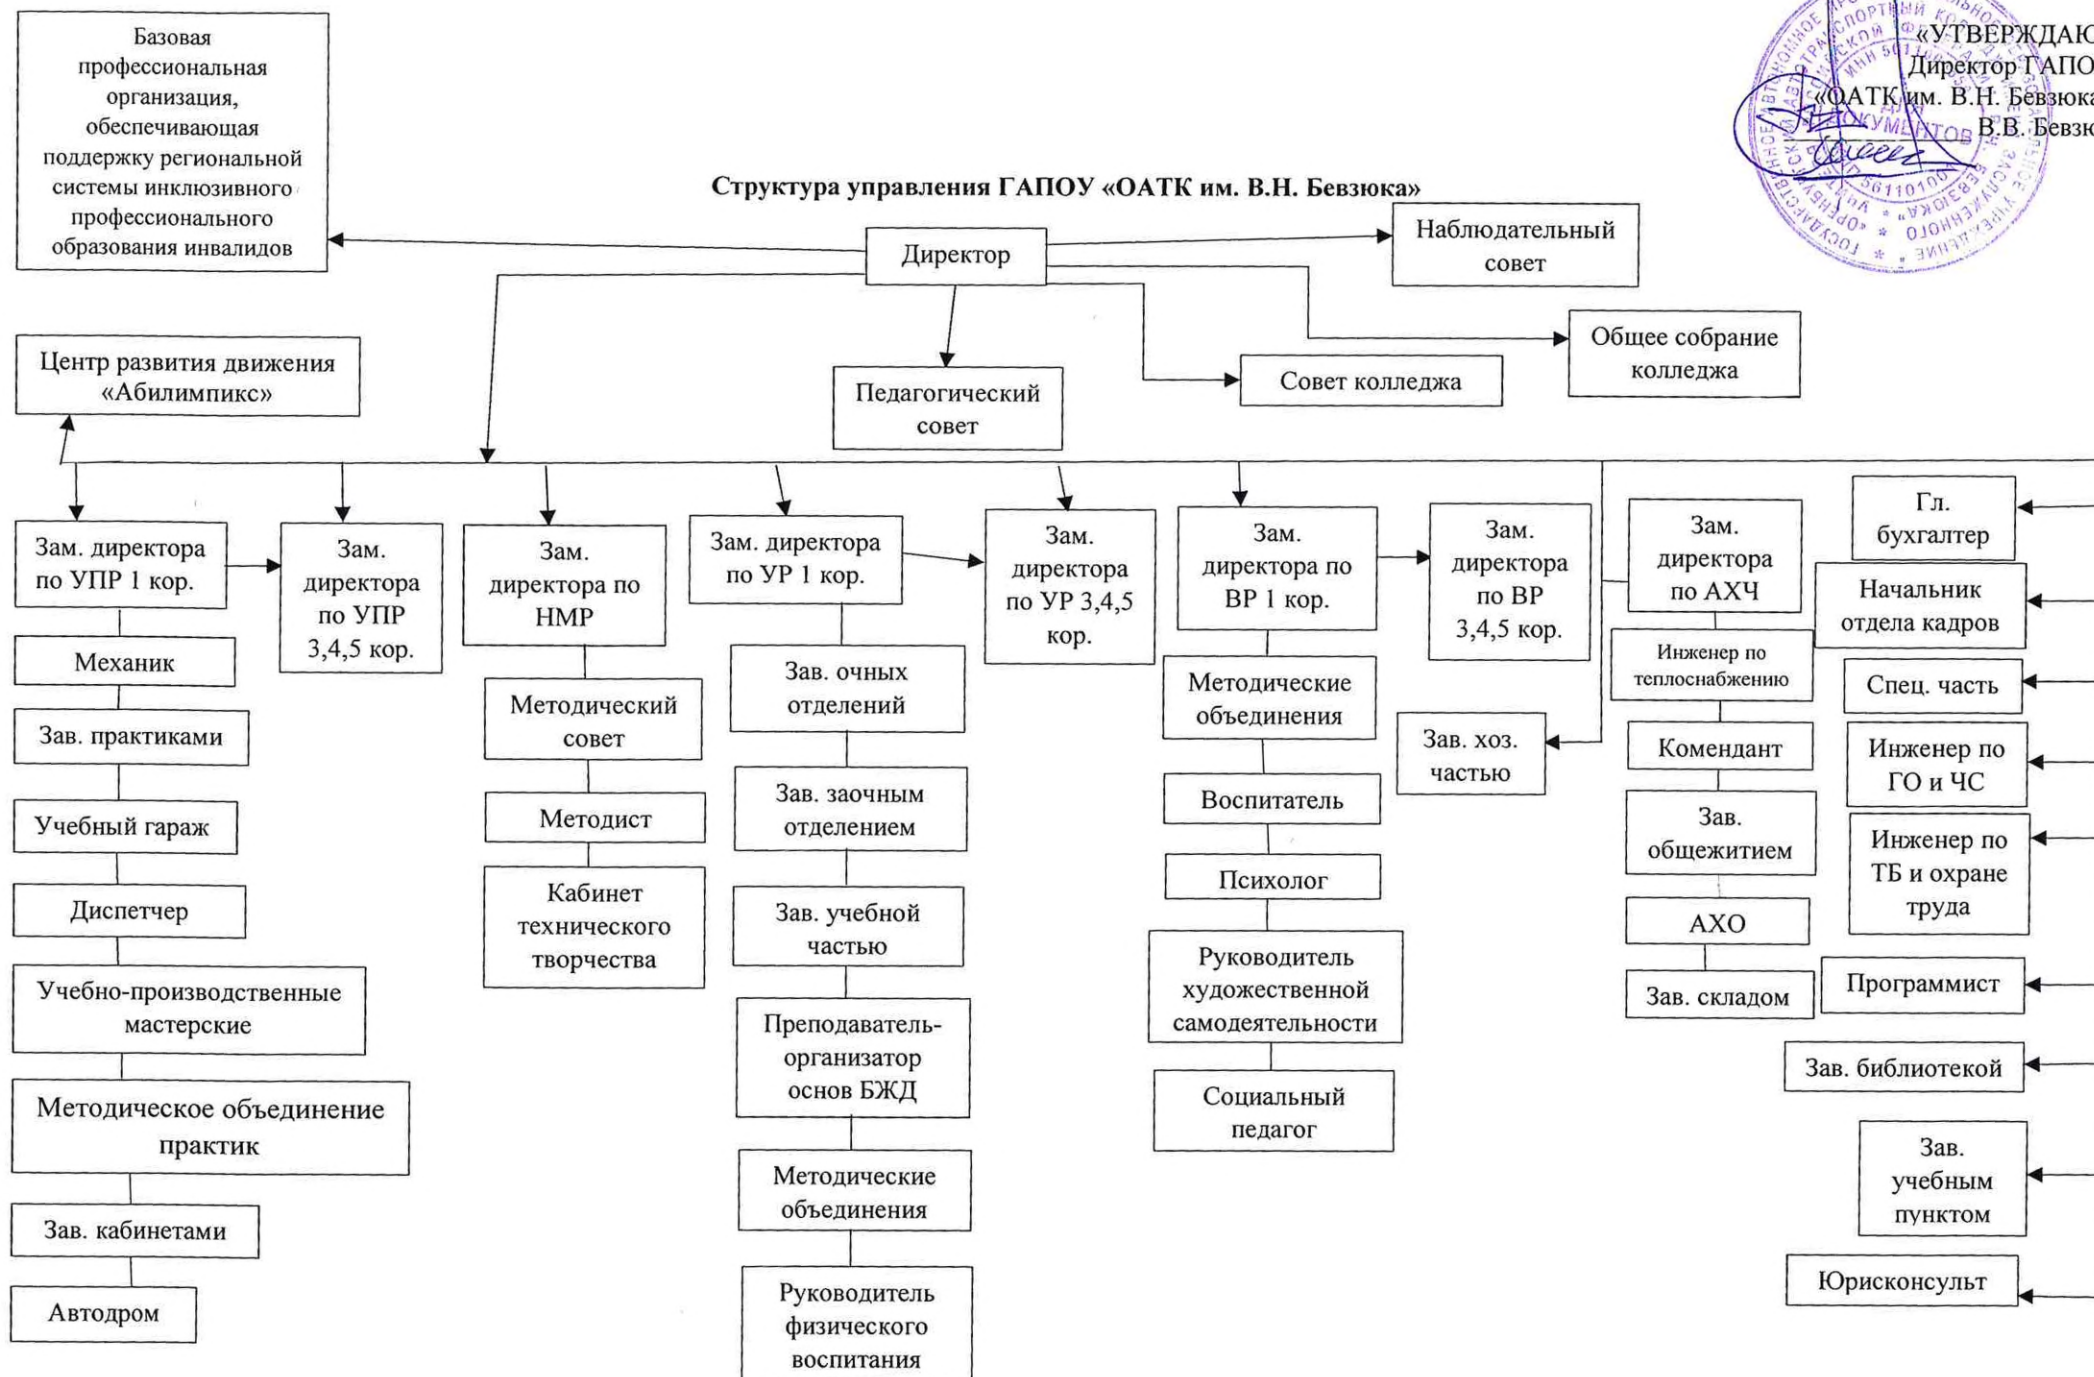 Базовая
профессиональная
организация,
обеспечивающая
поддержку региональной
системы инклюзивного
профессионального
образования инвалидов
«УТВЕРЖДАЮ
Директор ГАПО
«ОАТК им. В.Н. Бевзюка
В.В. Бевзю
ДЛЯ
ДОКУМЕНТОВ
Структура управления ГАПОУ «ОАТК им. В.Н. Бевзюка»
Директор
Наблюдательный
совет
Общее собрание
колледжа
Совет колледжа
Педагогический
совет
Центр развития движения
«Абилимпикс»
Зам. директора
по УПР 1 кор.
Механик
Зав. практиками
Учебный гараж
Диспетчер
Учебно-производственные
мастерские
Методическое объединение
практик
Зав. кабинетами
Автодром
Зам.
директора
по УПР
3,4,5 кор.
Зам.
директора по
НМР
Методический
совет
Методист
Кабинет
технического
творчества
Зам. директора
по УР 1 кор.
Зав. очных
отделений
Зав. заочным
отделением
Зав. учебной
частью
Преподаватель-
организатор
основ БЖД
Методические
объединения
Руководитель
физического
воспитания
Зам.
директора
по УР 3,4,5
кор.
Зам.
директора по
ВР 1 кор.
Методические
объединения
Воспитатель
Психолог
Руководитель
художественной
самодеятельности
Социальный
педагог
Зам.
директора
по ВР
3,4,5 кор.
Зав. хоз.
частью
Зам.
директора
по АХЧ
Инженер по
теплоснабжению
Комендант
Зав.
общежитием
АХО
Зав. складом
Гл.
бухгалтер
Начальник
отдела кадров
Спец. часть
Инженер по
ГО и ЧС
Инженер по
ТБ и охране
труда
Программист
Зав. библиотекой
Зав.
учебным
пунктом
Юрисконсульт